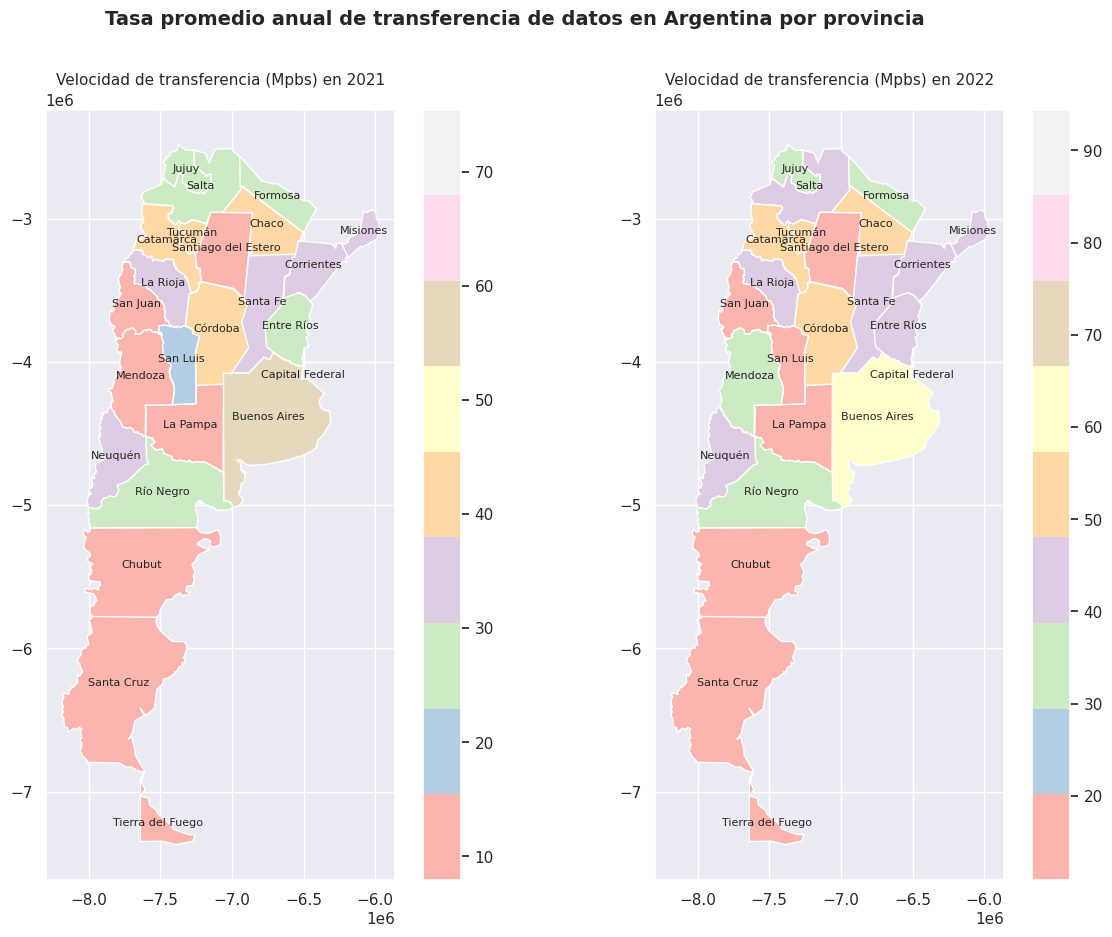 Tasa promedio anual de transferencia de datos en Argentina por provincia
Velocidad de transferencia (Mpbs) en 2021
1e6
Jujuy
Salta
Formosa
Chaco
Misiones
Tucumán
Catamarca
Santiago del Estero
Corrientes
La Rioja
San Juan
Santa Fe
Córdoba
Entre Ríos
San Luis
Mendoza
Capital Federal
Buenos Aires
La Pampa
Neuquén
Río Negro
Chubut
Santa Cruz
Tierra del Fuego
−3
−4
−5
−6
−7
−8.0
−7.5
−7.0
−6.5
−6.0
1e6
70
60
50
40
30
20
10
Velocidad de transferencia (Mpbs) en 2022
1e6
Jujuy
Salta
Formosa
Chaco
Misiones
Tucumán
Catamarca
Santiago del Estero
Corrientes
La Rioja
San Juan
Santa Fe
Córdoba
Entre Ríos
San Luis
Mendoza
Capital Federal
Buenos Aires
La Pampa
Neuquén
Río Negro
Chubut
Santa Cruz
Tierra del Fuego
−3
−4
−5
−6
−7
−8.0
−7.5
−7.0
−6.5
−6.0
1e6
90
80
70
60
50
40
30
20